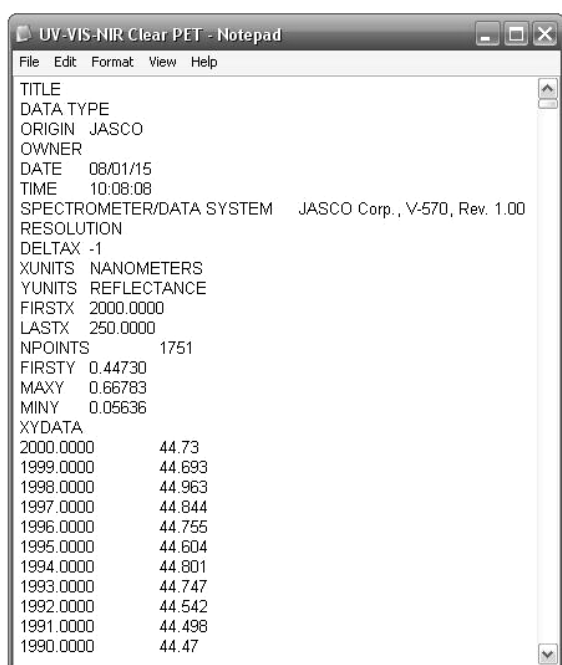 UV-VIS-NIR Clear PET - Notepad
File Edit Format View Help
TITLE
DATA TYPE
ORIGIN JASCO
OWNER
DATE 08/01/15
TIME 10:08:08
SPECTROMETER/DATA SYSTEM JASCO Corp., V-570, Rev. 1.00
RESOLUTION
DELTAX -1
XUNITS NANOMETERS
YUNITS REFLECTANCE
FIRSTX 2000.0000
LASTX 250.0000
NPOINTS 1751
FIRSTY 0.44730
MAXY 0.66783
MINY 0.05636
XYDATA
2000.0000 44.73
1999.0000 44.693
1998.0000 44.963
1997.0000 44.844
1996.0000 44.755
1995.0000 44.604
1994.0000 44.801
1993.0000 44.747
1992.0000 44.542
1991.0000 44.498
1990.0000 44.47